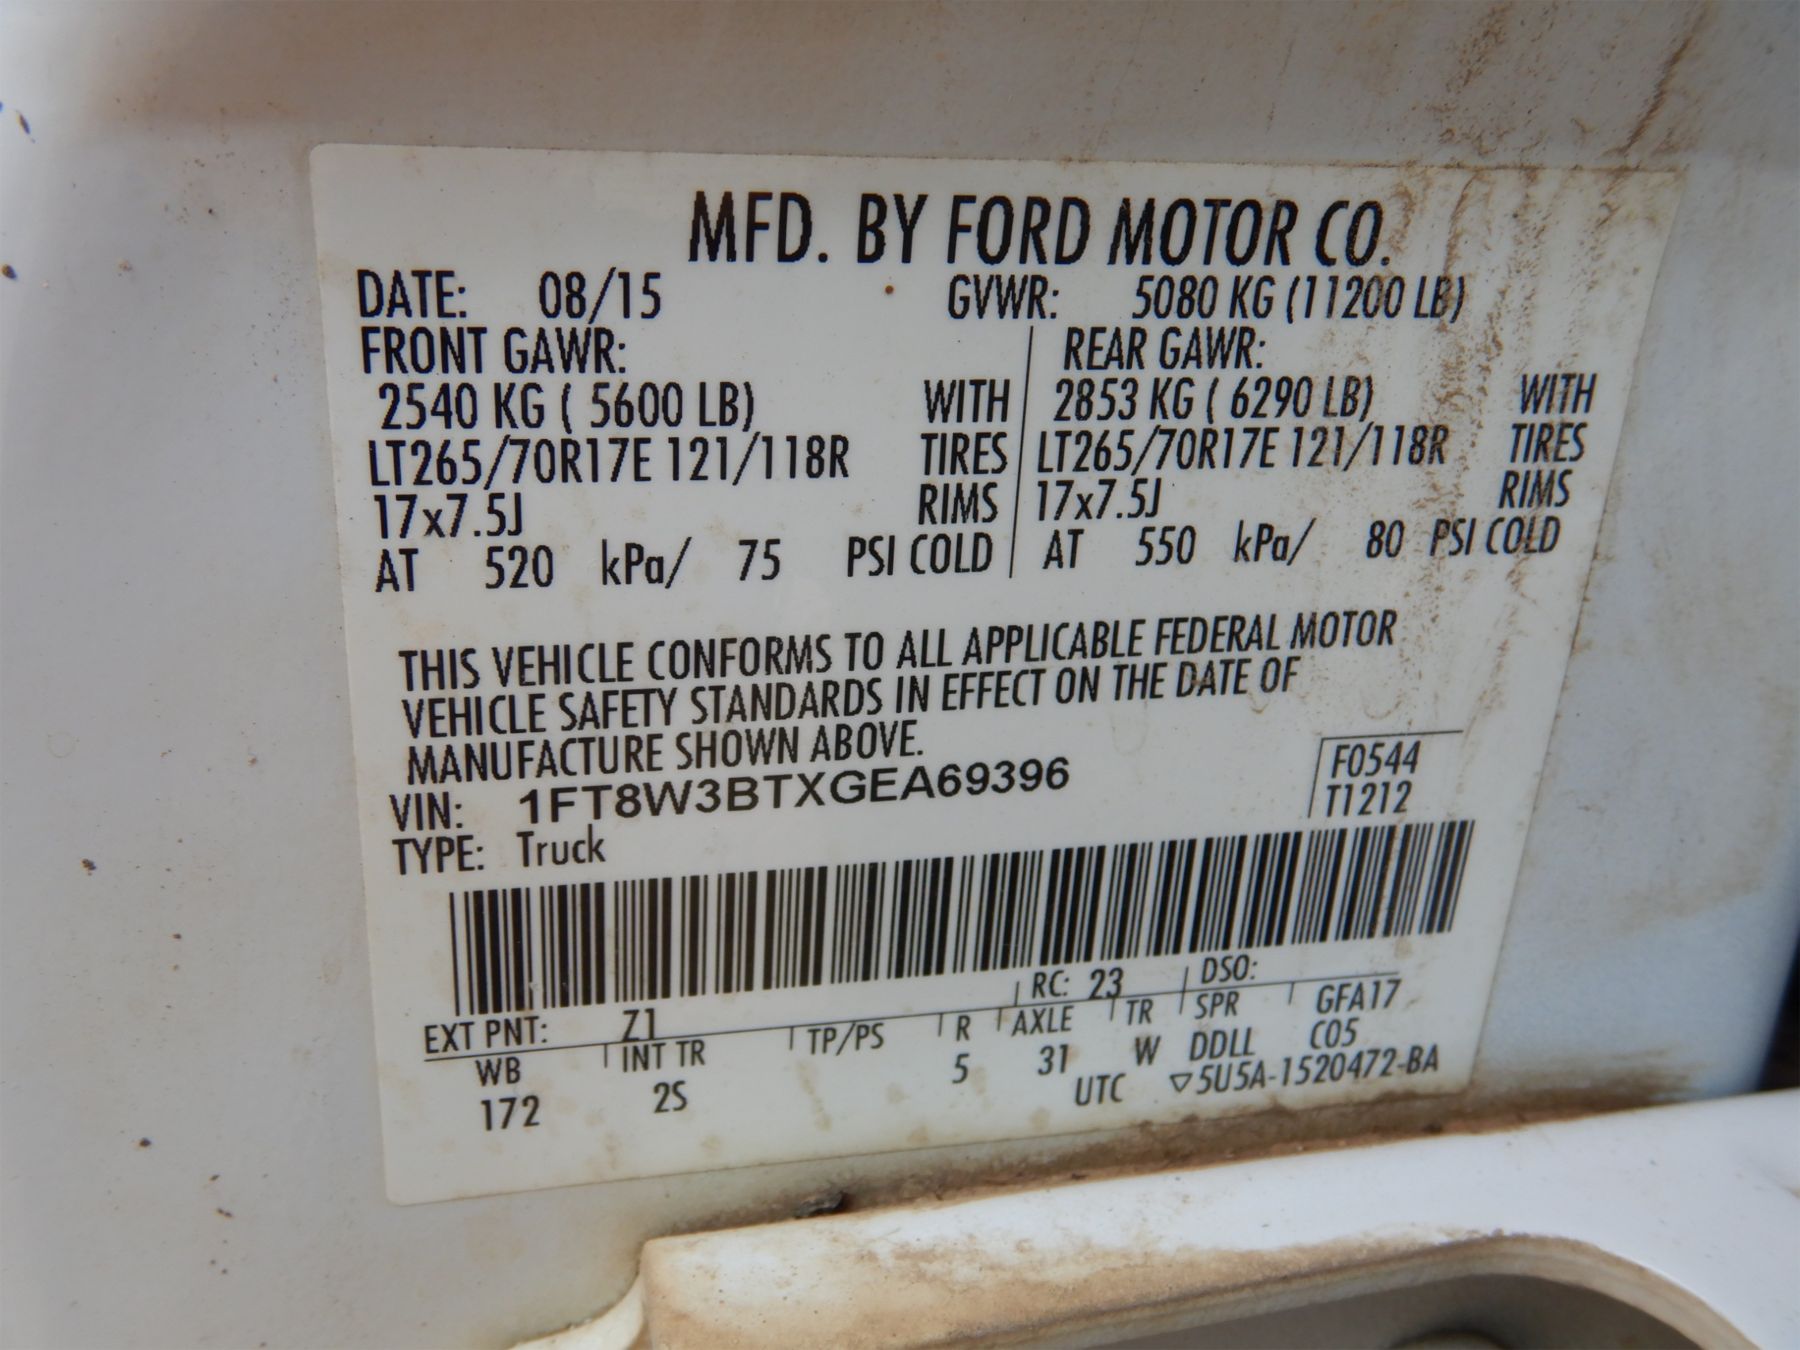 MFD. BY FORD MOTOR CO.
DATE: 08/15 GVWR: 5080 KG (11200 LB)
FRONT GAWR: REAR GAWR:
2540 KG ( 5600 LB) WITH 2853 KG ( 6290 LB) WITH
LT265/70R17E 121/118R TIRES LT265/70R17E 121/118R TIRES
17x7.5J RIMS 17x7.5J RIMS
AT 520 kPa/ 75 PSI COLD AT 550 kPa/ 80 PSI COLD
THIS VEHICLE CONFORMS TO ALL APPLICABLE FEDERAL MOTOR
VEHICLE SAFETY STANDARDS IN EFFECT ON THE DATE OF
MANUFACTURE SHOWN ABOVE.
VIN: 1FT8W3BTXGEA69396 F0544
TYPE: Truck T1212
EXT PNT: Z1 RC: 23 DSO:
WB INT TR TP/PS R AXLE TR SPR GFA17
172 2S 5 31 W DDLL C05
UTC ▽5U5A-1520472-BA